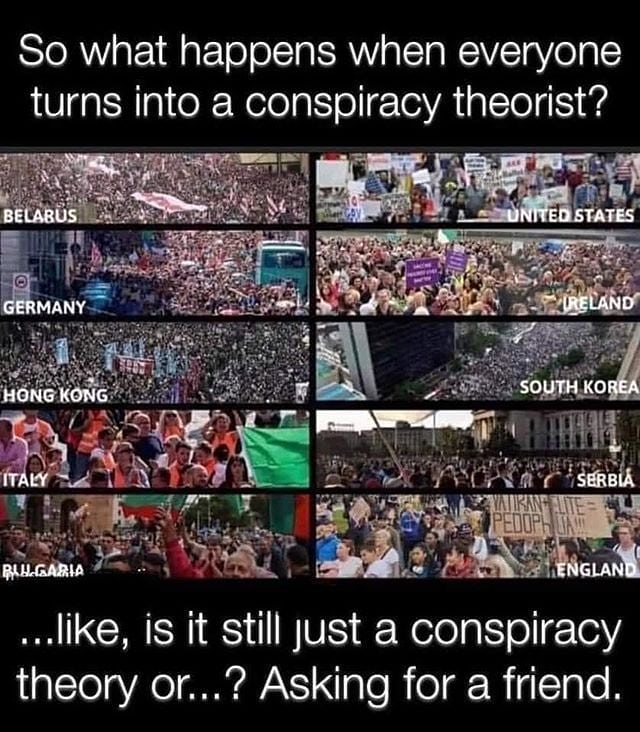 So what happens when everyone
turns into a conspiracy theorist?
BELARUS
UNITED STATES
GERMANY
IRELAND
HONG KONG
SOUTH KOREA
ITALY
SERBIA
BULGARIA
PEDOPHILIA!!!
ENGLAND
...like, is it still just a conspiracy
theory or...? Asking for a friend.